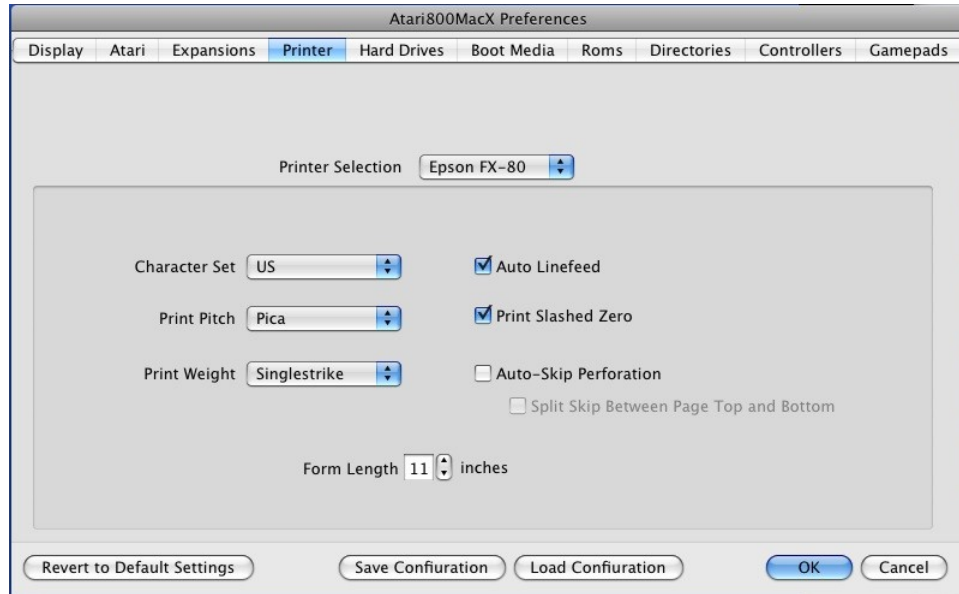 Atari800MacX Preferences
Display Atari Expansions Printer Hard Drives Boot Media Roms Directories Controllers Gamepads
Printer Selection Epson FX-80
Character Set US Auto Linefeed
Print Pitch Pica Print Slashed Zero
Print Weight Singlestrike Auto-Skip Perforation
Split Skip Between Page Top and Bottom
Form Length 11 inches
Revert to Default Settings Save Confiuration Load Confiuration OK Cancel